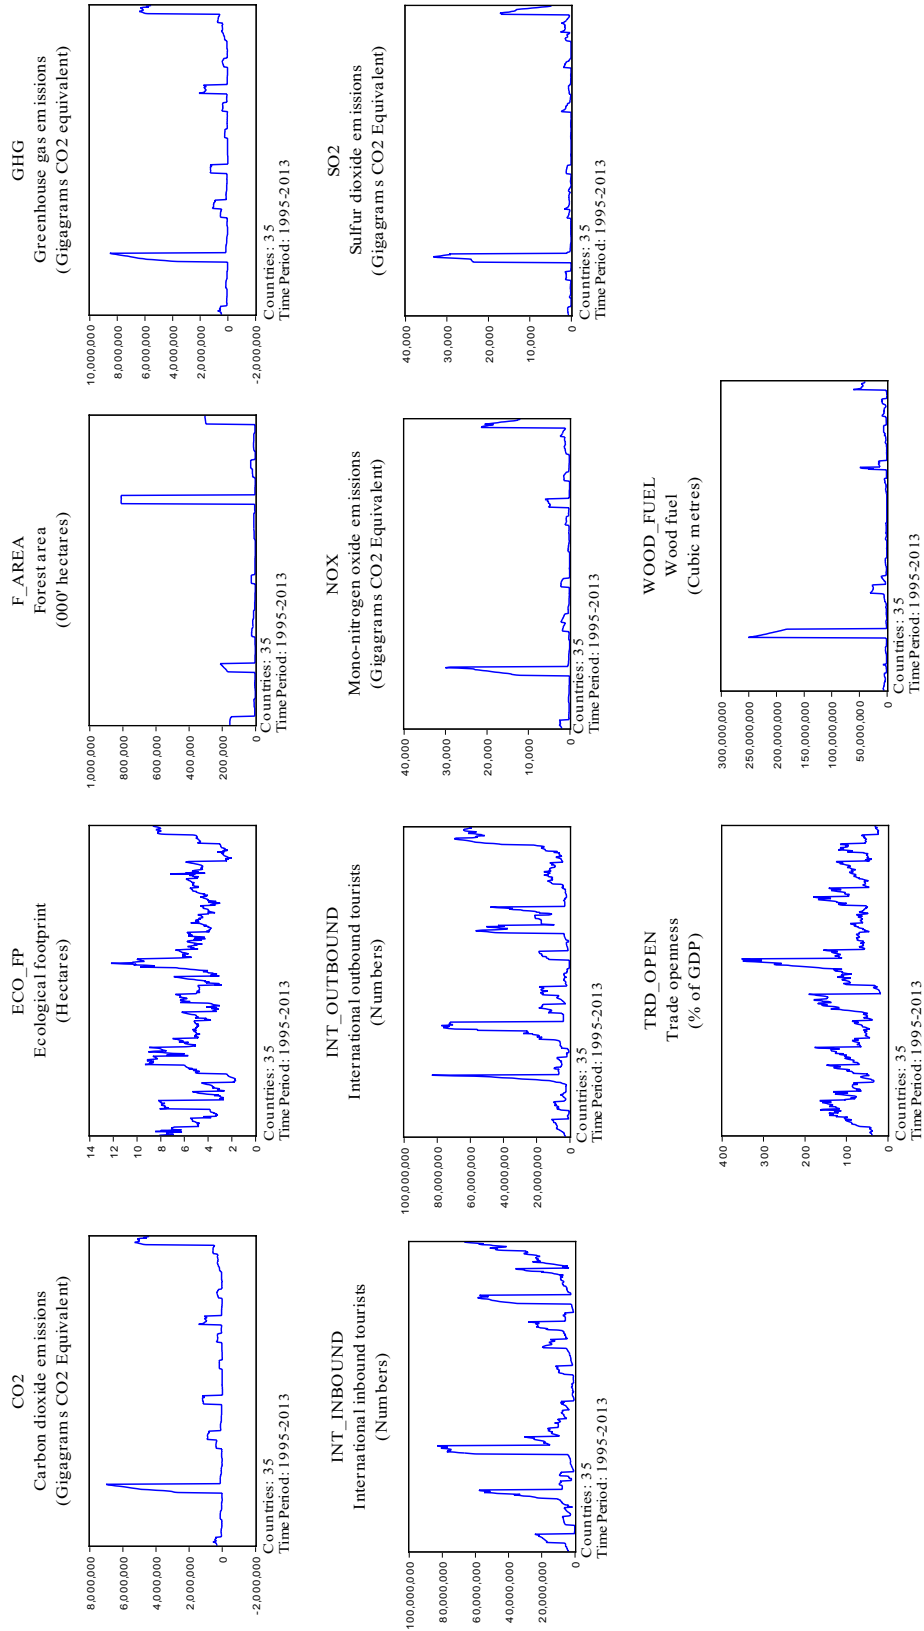 CO2
Carbon dioxide emissions
(Gigagrams CO2 Equivalent)
8,000,000
6,000,000
4,000,000
2,000,000
0
-2,000,000
Countries: 35
Time Period: 1995-2013
ECO_FP
Ecological footprint
(Hectares)
14
12
10
8
6
4
2
0
Countries: 35
Time Period: 1995-2013
F_AREA
Forest area
(000' hectares)
1,000,000
800,000
600,000
400,000
200,000
0
Countries: 35
Time Period: 1995-2013
GHG
Greenhouse gas emissions
(Gigagrams CO2 equivalent)
10,000,000
8,000,000
6,000,000
4,000,000
2,000,000
0
-2,000,000
Countries: 35
Time Period: 1995-2013
INT_INBOUND
International inbound tourists
(Numbers)
100,000,000
80,000,000
60,000,000
40,000,000
20,000,000
0
Countries: 35
Time Period: 1995-2013
INT_OUTBOUND
International outbound tourists
(Numbers)
100,000,000
80,000,000
60,000,000
40,000,000
20,000,000
0
Countries: 35
Time Period: 1995-2013
NOX
Mono-nitrogen oxide emissions
(Gigagrams CO2 Equivalent)
40,000
30,000
20,000
10,000
0
Countries: 35
Time Period: 1995-2013
SO2
Sulfur dioxide emissions
(Gigagrams CO2 Equivalent)
40,000
30,000
20,000
10,000
0
Countries: 35
Time Period: 1995-2013
TRD_OPEN
Trade openness
(% of GDP)
400
300
200
100
0
Countries: 35
Time Period: 1995-2013
WOOD_FUEL
Wood fuel
(Cubic metres)
300,000,000
250,000,000
200,000,000
150,000,000
100,000,000
50,000,000
0
Countries: 35
Time Period: 1995-2013